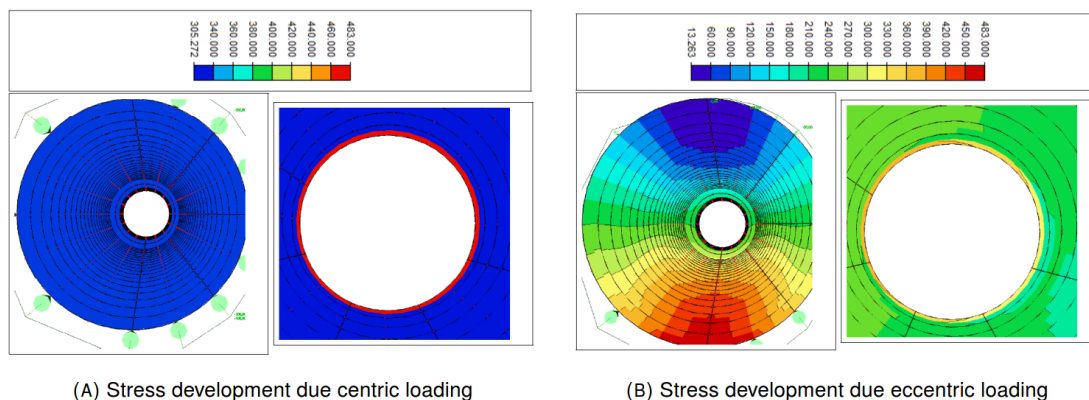 305.272 340.000 360.000 380.000 400.000 420.000 440.000 460.000 483.000
13.263 60.000 90.000 120.000 150.000 180.000 210.000 240.000 270.000 300.000 330.000 360.000 390.000 420.000 450.000 483.000
(A) Stress development due centric loading
(B) Stress development due eccentric loading